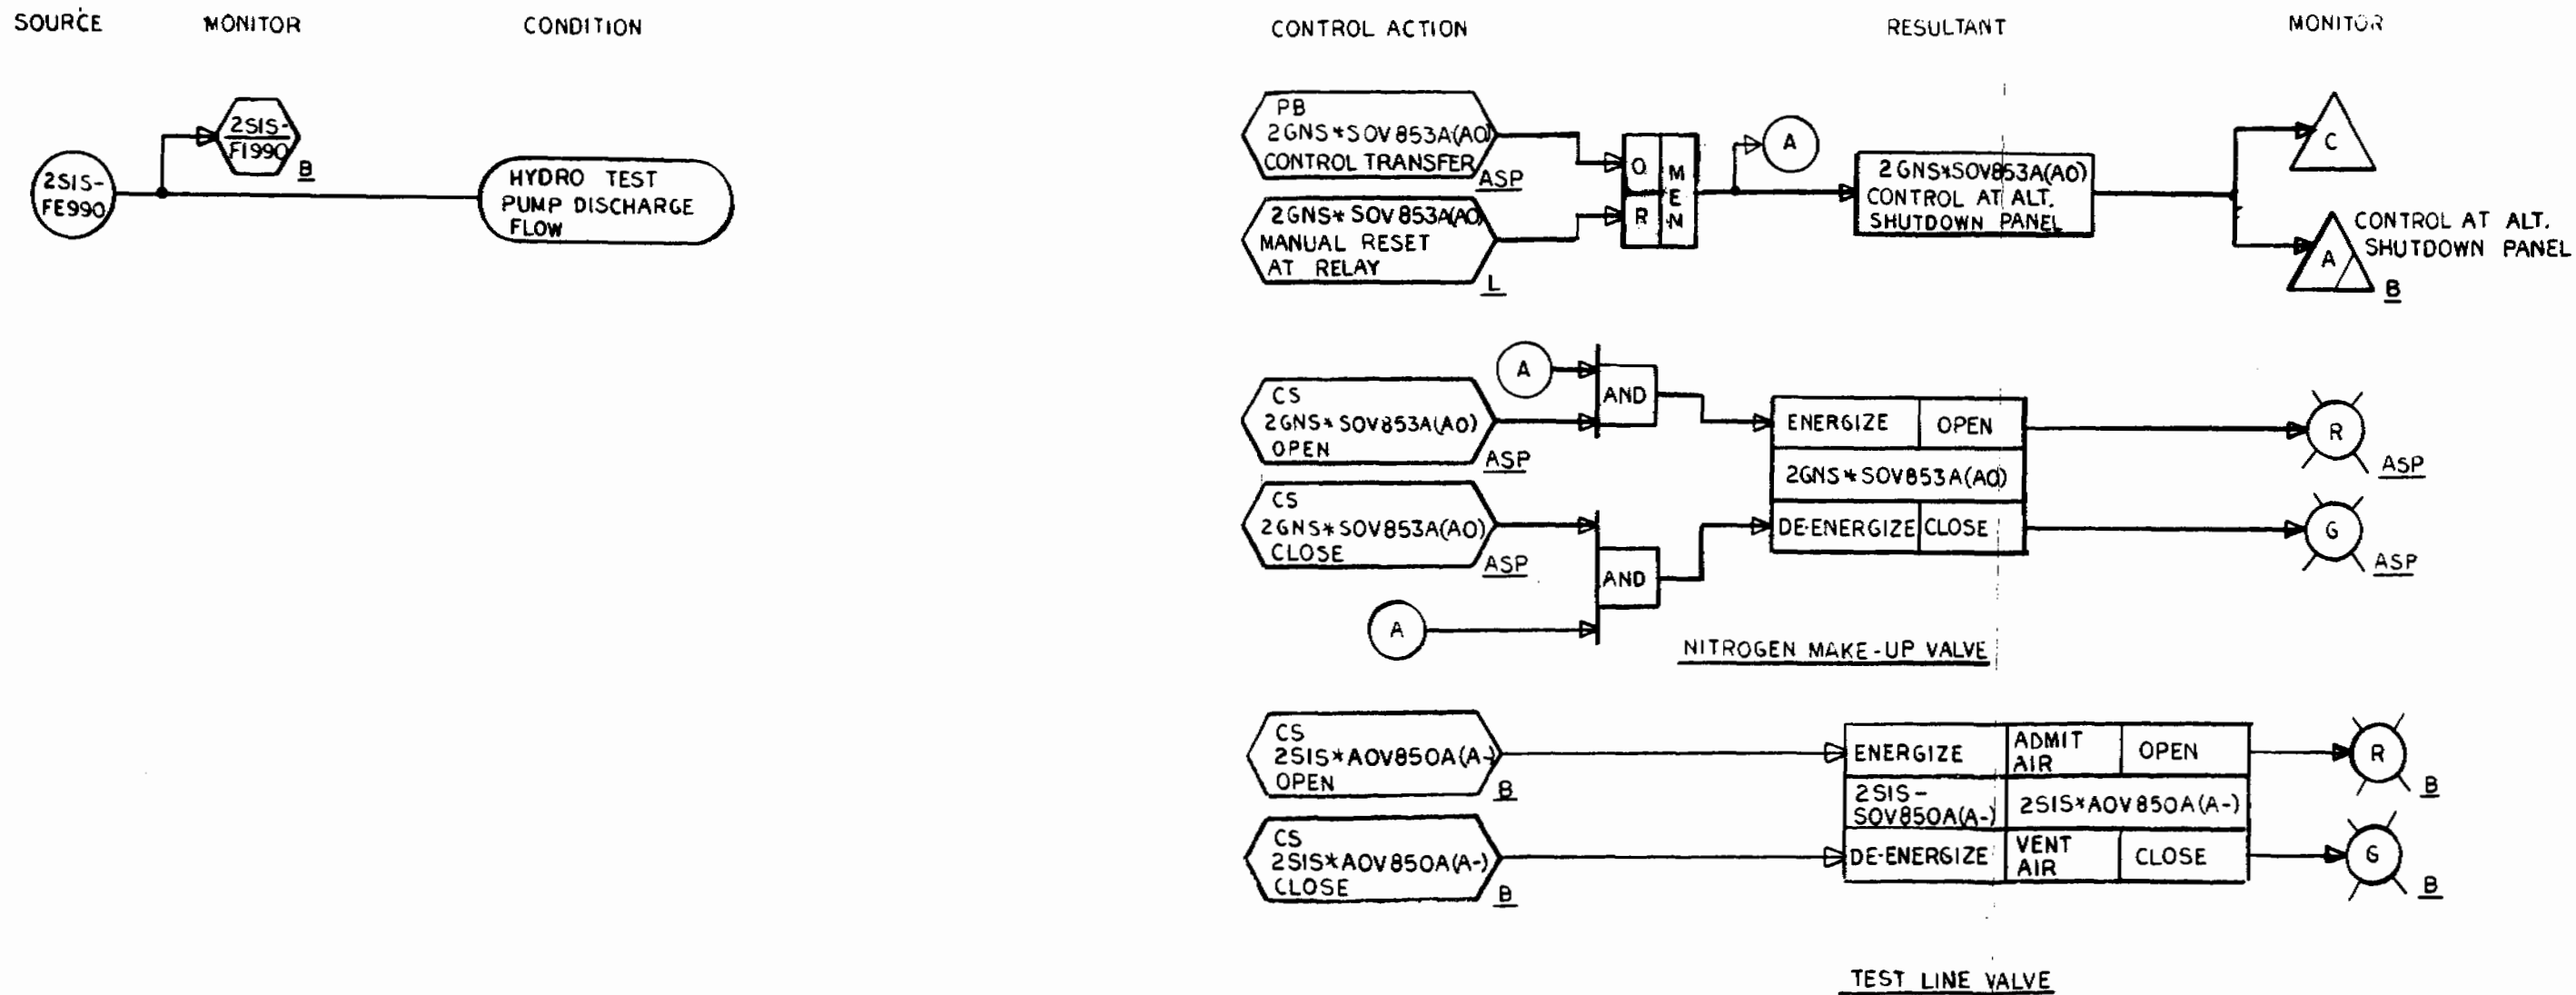 SOURCE
MONITOR
CONDITION
CONTROL ACTION
RESULTANT
MONITOR
2SIS-
FI990
B
2SIS-
FE990
HYDRO TEST
PUMP DISCHARGE
FLOW
PB
2GNS*SOV853A(AO)
CONTROL TRANSFER
ASP
2GNS*SOV853A(AO)
MANUAL RESET
AT RELAY
L
O
R
M
E
M
A
2GNS*SOV853A(AO)
CONTROL AT ALT.
SHUTDOWN PANEL
C
A
B
CONTROL AT ALT.
SHUTDOWN PANEL
A
CS
2GNS*SOV853A(AO)
OPEN
ASP
AND
ENERGIZE OPEN
2GNS*SOV853A(AO)
DE-ENERGIZE CLOSE
R
ASP
CS
2GNS*SOV853A(AO)
CLOSE
ASP
AND
G
ASP
A
NITROGEN MAKE-UP VALVE
CS
2SIS*AOV850A(A-)
OPEN
B
ENERGIZE
ADMIT
AIR
OPEN
R
B
2SIS-
SOV850A(A-)
2SIS*AOV850A(A-)
CS
2SIS*AOV850A(A-)
CLOSE
B
DE-ENERGIZE
VENT
AIR
CLOSE
G
B
TEST LINE VALVE